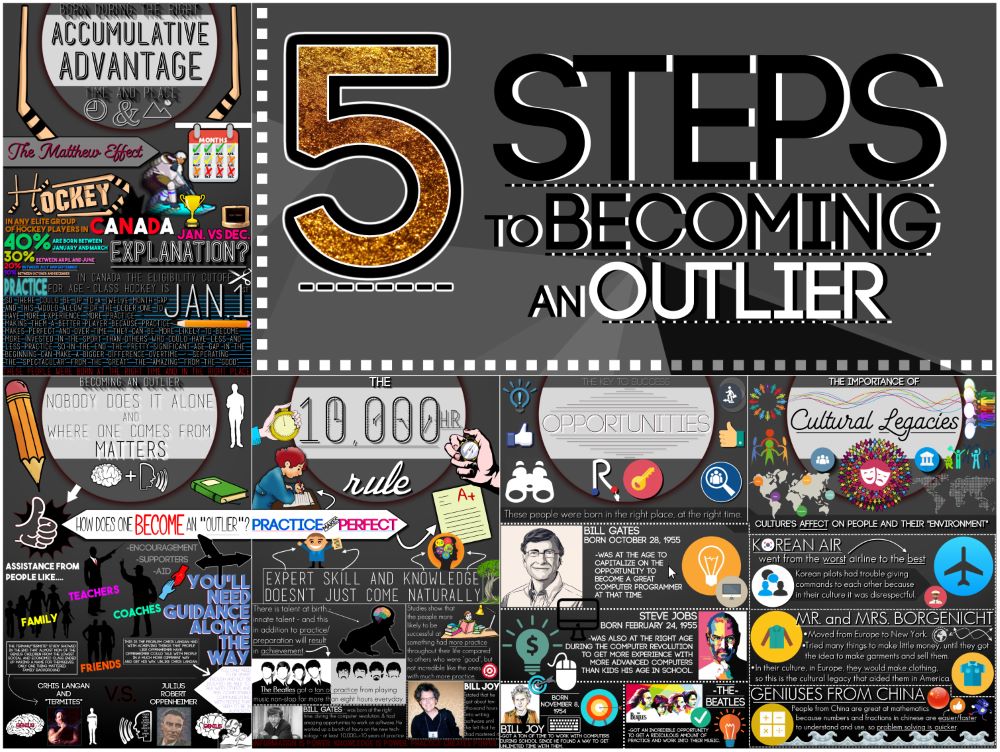 BORN DURING THE RIGHT
ACCUMULATIVE
ADVANTAGE
TIME AND PLACE
&
The Matthew Effect
MONTHS
HOCKEY
IN ANY ELITE GROUP
OF HOCKEY PLAYERS IN CANADA
JAN. VS DEC.
40% ARE BORN BETWEEN
JANUARY AND MARCH
30% BETWEEN APRIL AND JUNE
20% BETWEEN JULY AND SEPTEMBER
BETWEEN OCTOBER AND DECEMBER
EXPLANATION?
PRACTICE
IN CANADA THE ELIGIBILITY CUTOFF
FOR AGE - CLASS HOCKEY IS
JAN.1
SO THERE COULD BE UP TO A TWELVE MONTH GAP
AND THIS WOULD ALLOW FOR THE OLDER ONE TO
HAVE MORE EXPERIENCE, MORE PRACTICE
MAKING THEM A BETTER PLAYER BECAUSE PRACTICE
MAKES PERFECT AND OVER TIME THEY CAN BE MORE LIKELY TO BECOME
MORE INVESTED IN THE SPORT THAN OTHERS WHO COULD HAVE LESS AND
LESS PRACTICE SO IN THE END THE PRETTY SIGNIFICANT AGE GAP IN THE
BEGINNING CAN MAKE A BIGGER DIFFERENCE OVERTIME - SEPERATING
THE SPECTACULAR FROM THE GREAT, THE AMAZING FROM THE GOOD
THESE PEOPLE WERE BORN AT THE RIGHT TIME AND IN THE RIGHT PLACE
5 STEPS
TO BECOMING
AN OUTLIER
BECOMING AN OUTLIER
NOBODY DOES IT ALONE
AND
WHERE ONE COMES FROM
MATTERS
HOW DOES ONE BECOME AN "OUTLIER"?
ASSISTANCE FROM
PEOPLE LIKE....
-ENCOURAGEMENT
-SUPPORTERS
-AID
TEACHERS
FAMILY
COACHES
FRIENDS
YOU'LL
NEED
GUIDANCE
ALONG
THE
WAY
CRHIS LANGAN
AND
"TERMITES"
V.S.
JULIUS
ROBERT
OPPENHEIMER
GENIUS
GENIUS
THE
10,000 HR
rule
A+
PRACTICE MAKES PERFECT
EXPERT SKILL AND KNOWLEDGE
DOESN'T JUST COME NATURALLY
There is talent at birth -
innate talent - and this
in addition to practice/
preparation will result
in achievement
Studies show that
the people more
likely to be
successful at
something had more practice
throughout their life compared
to others who were 'good', but
not incredible like the ones
with much more practice
The Beatles got a ton of practice from playing
music non-stop for more than eight hours everyday
BILL GATES
BILL JOY
THE KEY TO SUCCESS
OPPORTUNITIES
These people were born in the right place, at the right time.
BILL GATES
BORN OCTOBER 28, 1955
-WAS AT THE AGE TO
CAPITALIZE ON THE
OPPORTUNITY TO
BECOME A GREAT
COMPUTER PROGRAMMER
AT THAT TIME
STEVE JOBS
BORN FEBRUARY 24, 1955
-WAS ALSO AT THE RIGHT AGE
DURING THE COMPUTER REVOLUTION
TO GET MORE EXPERIENCE WITH
MORE ADVANCED COMPUTERS
THAN KIDS HIS AGE IN SCHOOL.
BORN
NOVEMBER 8,
1954
BILL JOY
GOT A TON OF TIME TO WORK WITH COMPUTERS
DURING SCHOOL SINCE HE FOUND A WAY TO GET
UNLIMITED TIME WITH THEM.
-THE-
BEATLES
-GOT AN INCREDIBLE OPPORTUNITY
TO GET A REDICULOUS AMOUNT OF
PRACTICE AND WORK INTO THEIR MUSIC.
THE IMPORTANCE OF
Cultural Legacies
CULTURE'S AFFECT ON PEOPLE AND THEIR "ENVIRONMENT"
KOREAN AIR
went from the worst airline to the best
Korean pilots had trouble giving
commands to each other because
in their culture it was disrespectful.
MR. AND MRS. BORGENICHT
•Moved from Europe to New York.
•Tried many things to make little money, until they got
the idea to make garments and sell them.
•In their culture, in Europe, they would make clothing,
so this is the cultural legacy that aided them in America.
GENIUSES FROM CHINA
People from China are great at mathematics
because numbers and fractions in chinese are easier/faster
to understand and use, so problem solving is quicker.